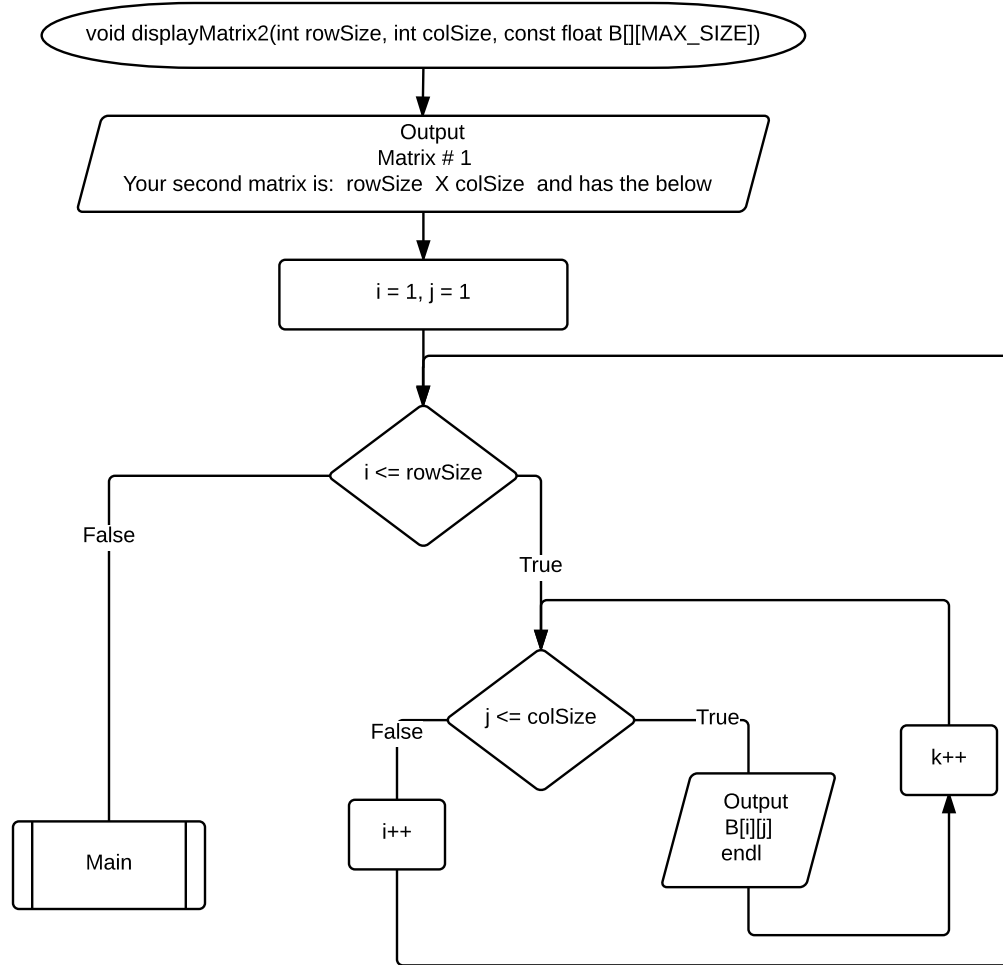 void displayMatrix2(int rowSize, int colSize, const float B[][MAX_SIZE])
Output
Matrix # 1
Your second matrix is:  rowSize  X colSize  and has the below
i = 1, j = 1
i <= rowSize
False
True
j <= colSize
False
True
k++
Output
B[i][j]
endl
i++
Main